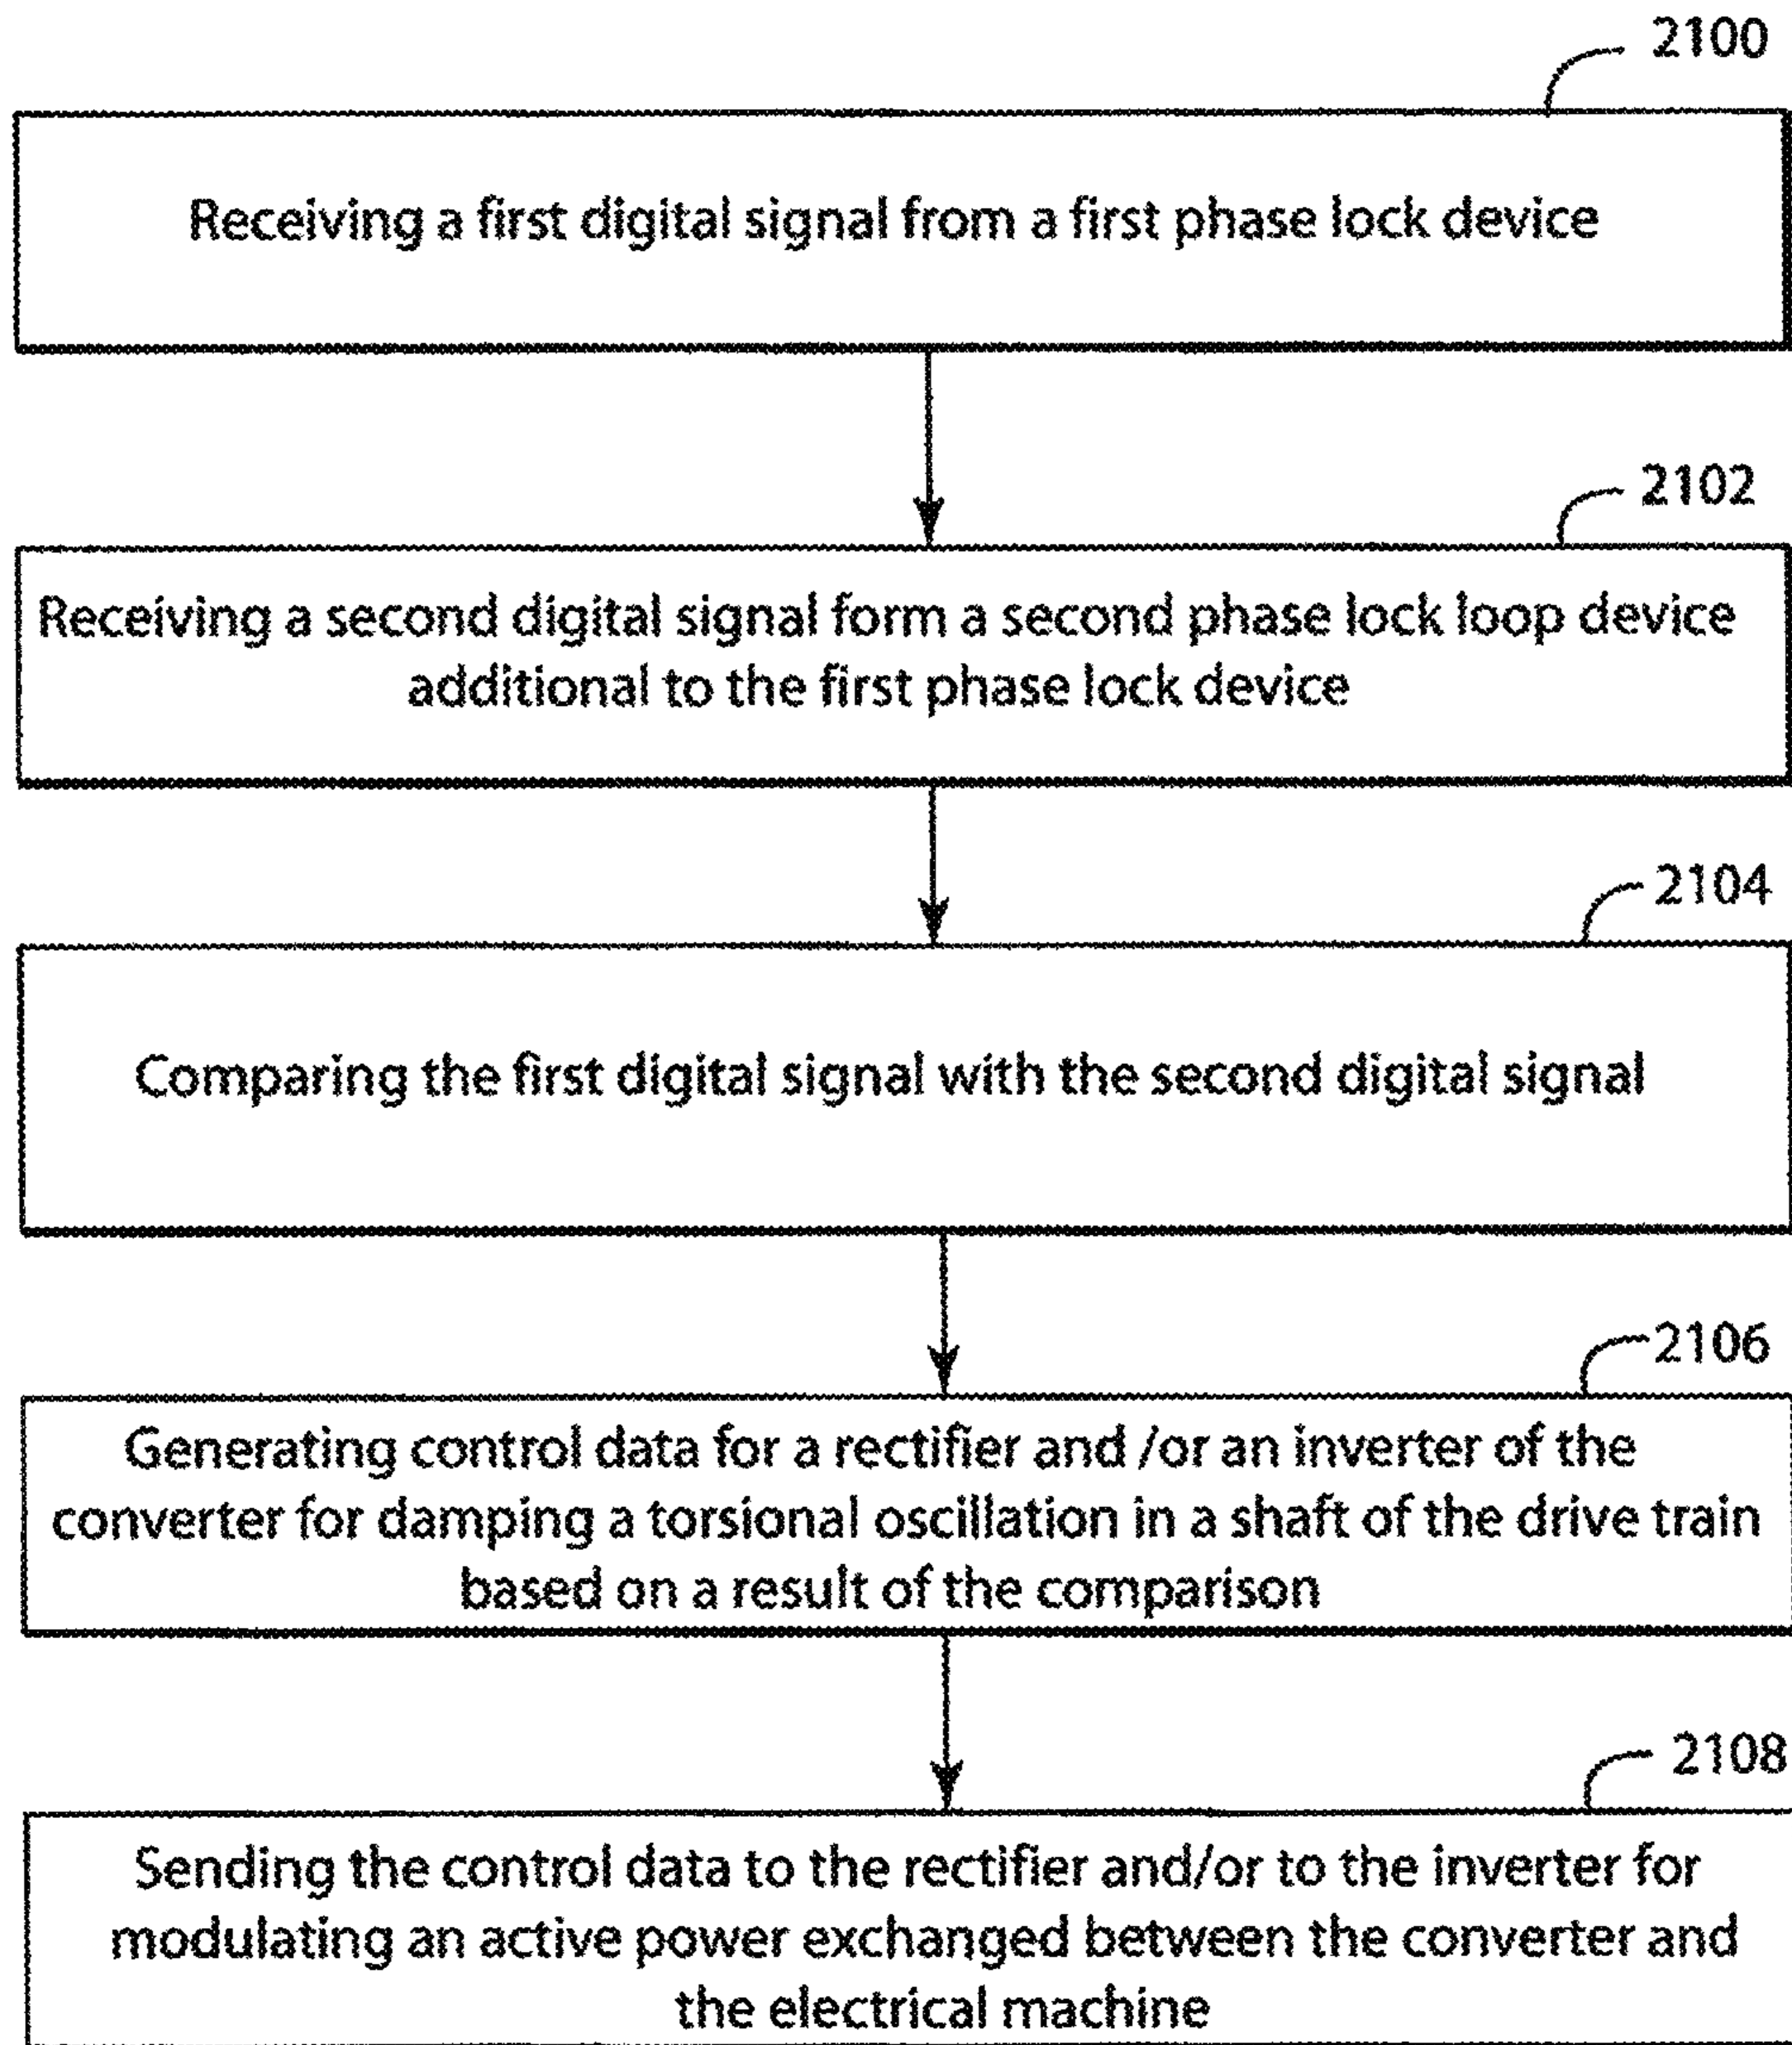 2100
Receiving a first digital signal from a first phase lock device
2102
Receiving a second digital signal form a second phase lock loop device
additional to the first phase lock device
2104
Comparing the first digital signal with the second digital signal
2106
Generating control data for a rectifier and /or an inverter of the
converter for damping a torsional oscillation in a shaft of the drive train
based on a result of the comparison
2108
Sending the control data to the rectifier and/or to the inverter for
modulating an active power exchanged between the converter and
the electrical machine